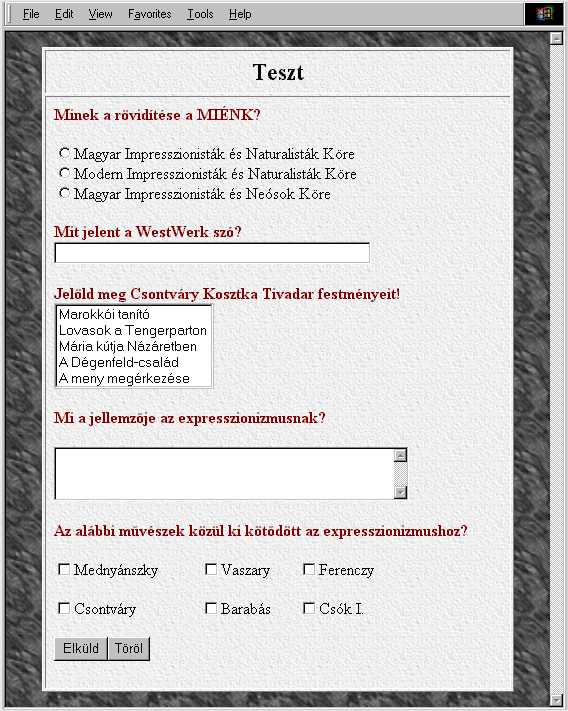 File Edit View Favorites Tools Help
Teszt
Minek a rövidítése a MIÉNK?
Magyar Impresszionisták és Naturalisták Köre
Modern Impresszionisták és Naturalisták Köre
Magyar Impresszionisták és Neósok Köre
Mit jelent a WestWerk szó?
Jelöld meg Csontváry Kosztka Tivadar festményeit!
Marokkói tanító
Lovasok a Tengerparton
Mária kútja Názáretben
A Dégenfeld-család
A meny megérkezése
Mi a jellemzője az expresszionizmusnak?
Az alábbi művészek közül ki kötődött az expresszionizmushoz?
Mednyánszky Vaszary Ferenczy
Csontváry Barabás Csók I.
Elküld Töröl